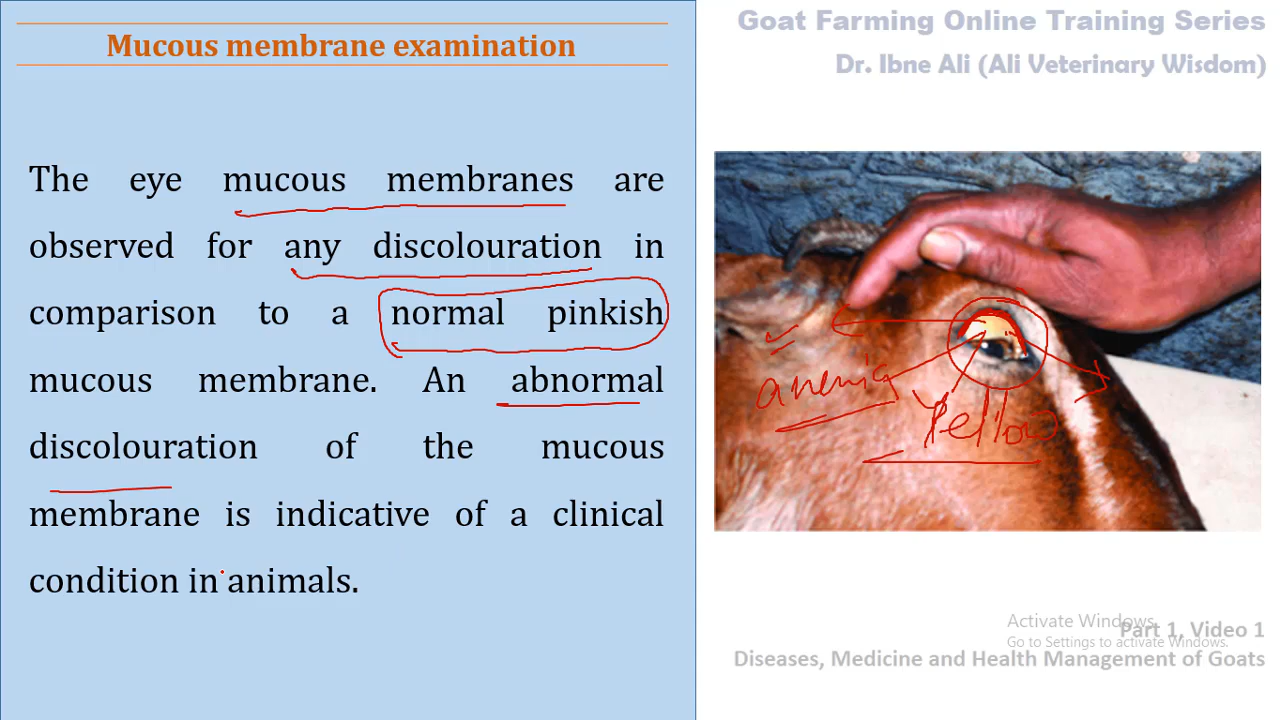 Mucous membrane examination
The eye mucous membranes are
observed for any discolouration in
comparison to a normal pinkish
mucous membrane. An abnormal
discolouration of the mucous
membrane is indicative of a clinical
condition in animals.
Goat Farming Online Training Series
Dr. Ibne Ali (Ali Veterinary Wisdom)
anemia
Yellow
Activate Windows
Go to Settings to activate Windows.
Part 1, Video 1
Diseases, Medicine and Health Management of Goats